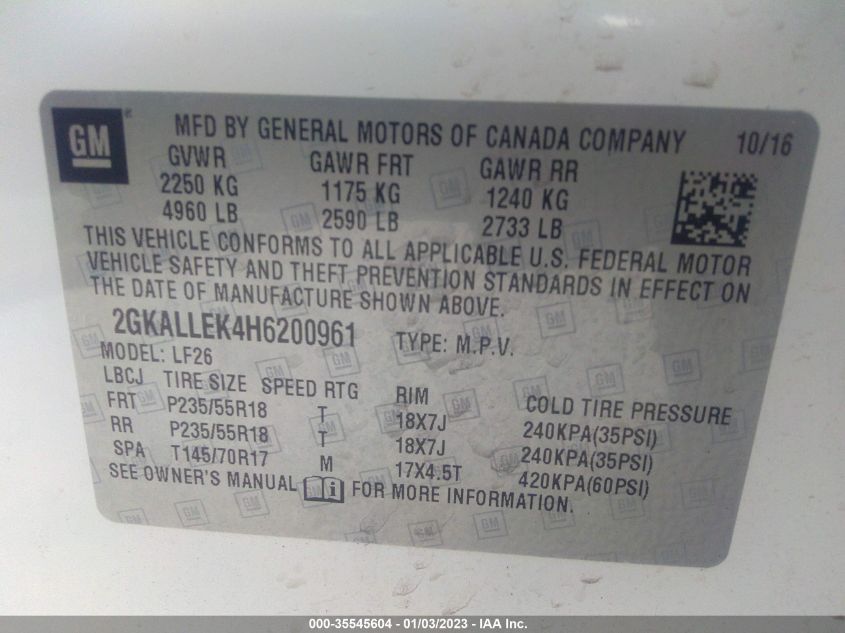 GM MFD BY GENERAL MOTORS OF CANADA COMPANY 10/16
GVWR GAWR FRT GAWR RR
2250 KG 1175 KG 1240 KG
4960 LB 2590 LB 2733 LB
THIS VEHICLE CONFORMS TO ALL APPLICABLE U.S. FEDERAL MOTOR
VEHICLE SAFETY AND THEFT PREVENTION STANDARDS IN EFFECT ON
THE DATE OF MANUFACTURE SHOWN ABOVE.
2GKALLEK4H6200961 TYPE: M.P.V.
MODEL: LF26
LBCJ TIRE SIZE SPEED RTG RIM COLD TIRE PRESSURE
FRT P235/55R18 T 18X7J 240KPA(35PSI)
RR P235/55R18 T 18X7J 240KPA(35PSI)
SPA T145/70R17 M 17X4.5T 420KPA(60PSI)
SEE OWNER'S MANUAL FOR MORE INFORMATION.
000-35545604 - 01/03/2023 - IAA Inc.